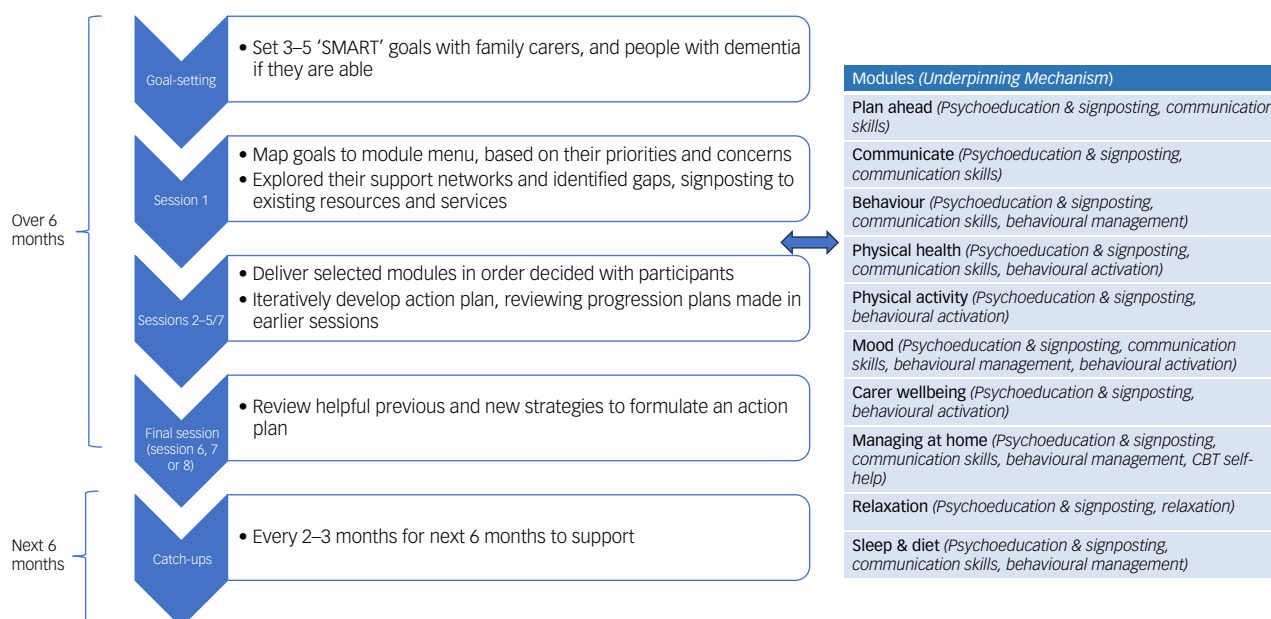 Over 6
months
Goal-setting
• Set 3–5 ‘SMART’ goals with family carers, and people with dementia
if they are able
Session 1
• Map goals to module menu, based on their priorities and concerns
• Explored their support networks and identified gaps, signposting to
existing resources and services
Sessions 2–5/7
• Deliver selected modules in order decided with participants
• Iteratively develop action plan, reviewing progression plans made in
earlier sessions
Final session
(session 6, 7
or 8)
• Review helpful previous and new strategies to formulate an action
plan
Next 6
months
Catch-ups
• Every 2–3 months for next 6 months to support
Modules (Underpinning Mechanism)
Plan ahead (Psychoeducation & signposting, communication
skills)
Communicate (Psychoeducation & signposting,
communication skills)
Behaviour (Psychoeducation & signposting,
communication skills, behavioural management)
Physical health (Psychoeducation & signposting,
communication skills, behavioural activation)
Physical activity (Psychoeducation & signposting,
behavioural activation)
Mood (Psychoeducation & signposting, communication
skills, behavioural management, behavioural activation)
Carer wellbeing (Psychoeducation & signposting,
behavioural activation)
Managing at home (Psychoeducation & signposting,
communication skills, behavioural management, CBT self-
help)
Relaxation (Psychoeducation & signposting, relaxation)
Sleep & diet (Psychoeducation & signposting,
communication skills, behavioural management)